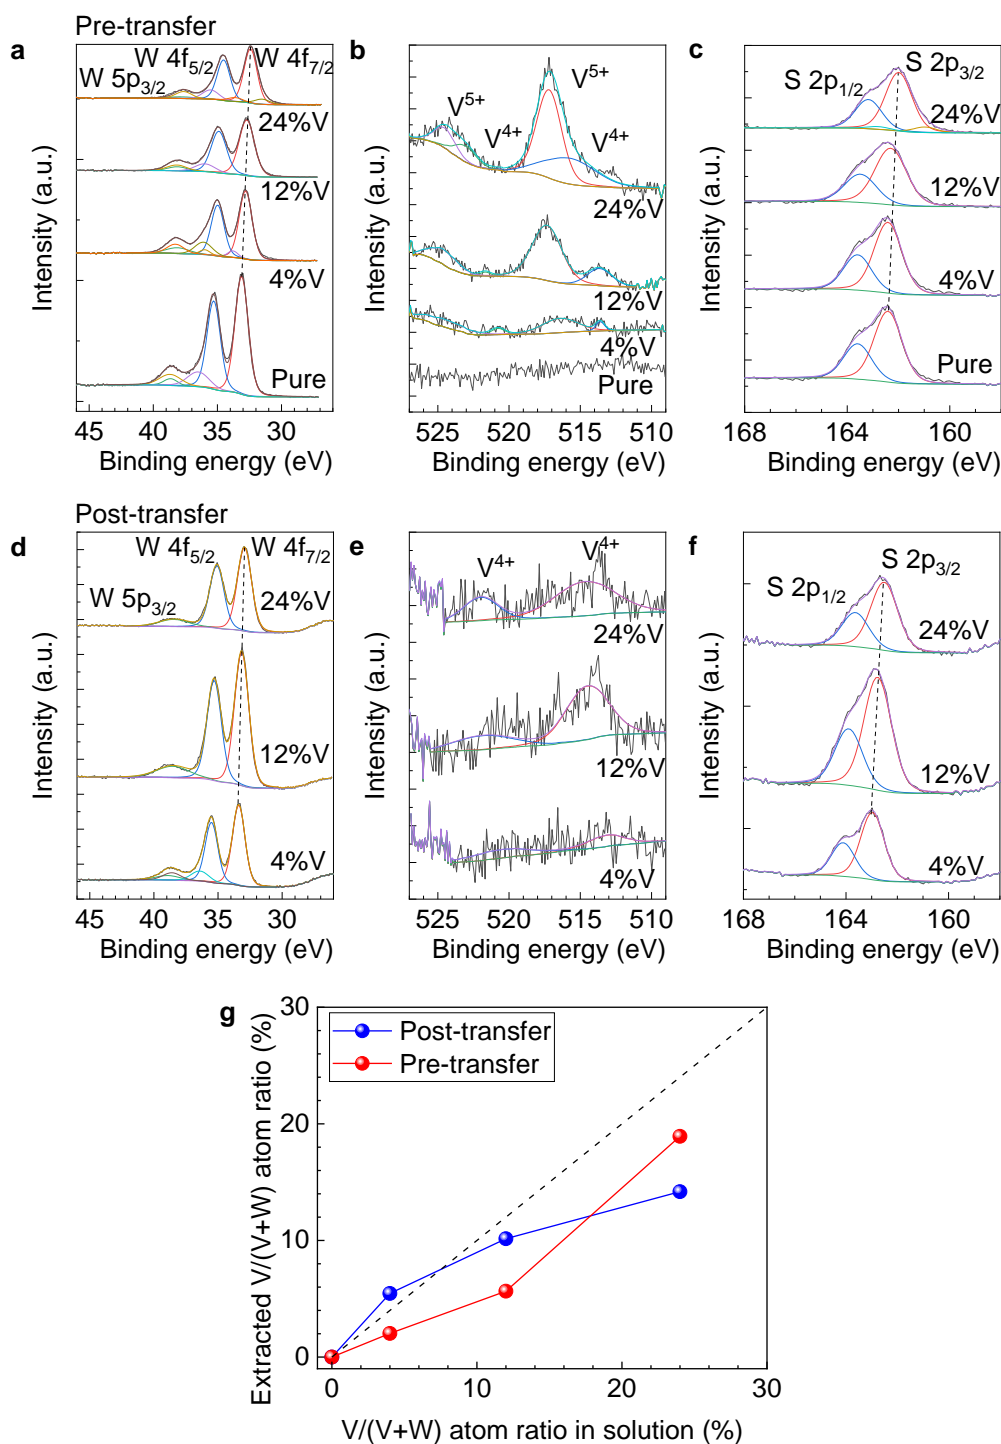 Pre-transfer
a
W 4f5/2
W 4f7/2
W 5p3/2
24%V
12%V
4%V
Pure
Intensity (a.u.)
45 40 35 30
Binding energy (eV)
b
V5+
V5+
V4+
V4+
24%V
12%V
4%V
Pure
Intensity (a.u.)
525 520 515 510
Binding energy (eV)
c
S 2p3/2
S 2p1/2
24%V
12%V
4%V
Pure
Intensity (a.u.)
168 164 160
Binding energy (eV)
Post-transfer
d
W 4f5/2 W 4f7/2
W 5p3/2
24%V
12%V
4%V
Intensity (a.u.)
45 40 35 30
Binding energy (eV)
e
V4+
V4+
24%V
12%V
4%V
Intensity (a.u.)
525 520 515 510
Binding energy (eV)
f
S 2p3/2
S 2p1/2
24%V
12%V
4%V
Intensity (a.u.)
168 164 160
Binding energy (eV)
g
Post-transfer
Pre-transfer
Extracted V/(V+W) atom ratio (%)
30
20
10
0
0 10 20 30
V/(V+W) atom ratio in solution (%)